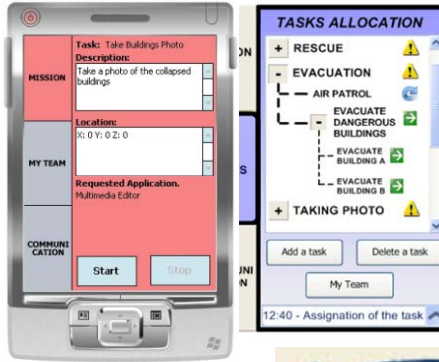 Task: Take Buildings Photo
Description:
Take a photo of the collapsed
buildings
Location:
X: 0 Y: 0 Z: 0
Requested Application.
Multimedia Editor
Start
Stop
MISSION
MY TEAM
COMMUNI
CATION
ON
S
UNI
N
TASKS ALLOCATION
+ RESCUE
- EVACUATION
AIR PATROL
- EVACUATE
DANGEROUS
BUILDINGS
EVACUATE
BUILDING A
EVACUATE
BUILDING B
+ TAKING PHOTO
Add a task
Delete a task
My Team
12:40 - Assignation of the task